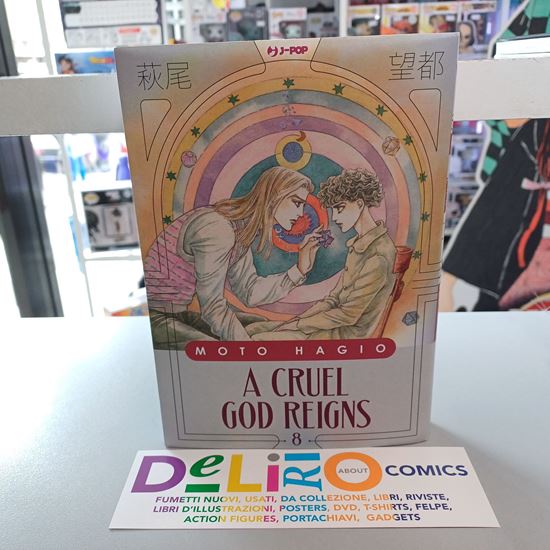 J-POP
萩尾 望都
MOTO HAGIO
A CRUEL
GOD REIGNS
8
DeLiRiO ABOUT COMICS
FUMETTI NUOVI, USATI, DA COLLEZIONE, LIBRI, RIVISTE,
LIBRI D'ILLUSTRAZIONI, POSTERS, DVD, T-SHIRTS, FELPE,
ACTION FIGURES, PORTACHIAVI, GADGETS